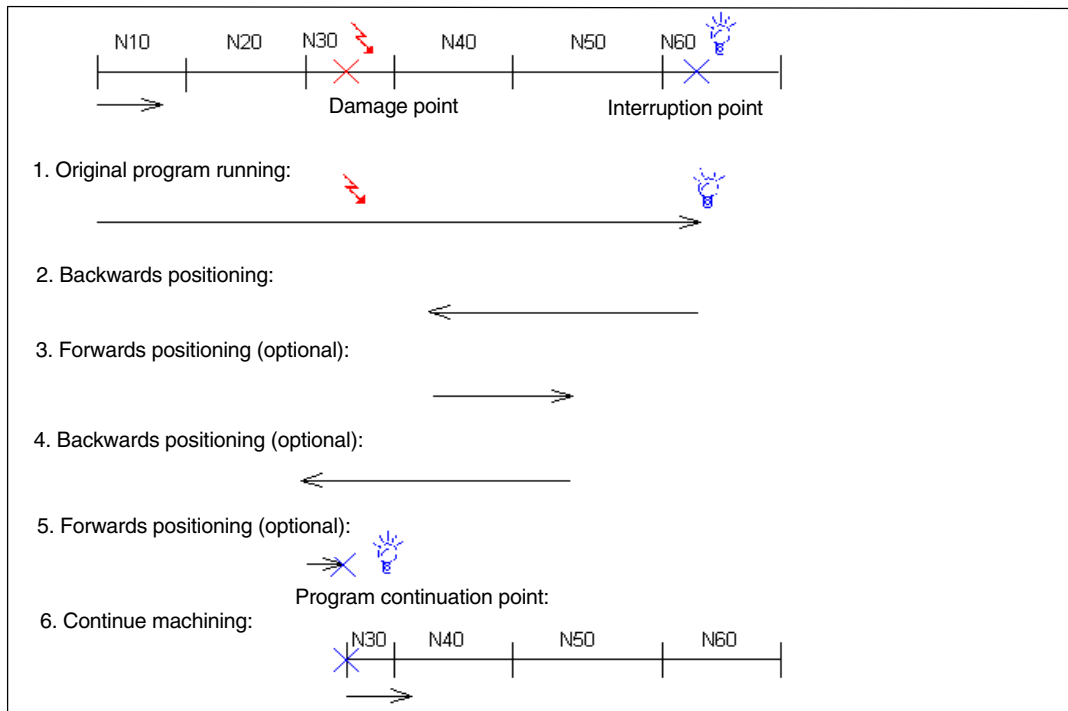 N10 N20 N30 N40 N50 N60
Damage point Interruption point
1. Original program running:
2. Backwards positioning:
3. Forwards positioning (optional):
4. Backwards positioning (optional):
5. Forwards positioning (optional):
Program continuation point:
6. Continue machining:
N30 N40 N50 N60